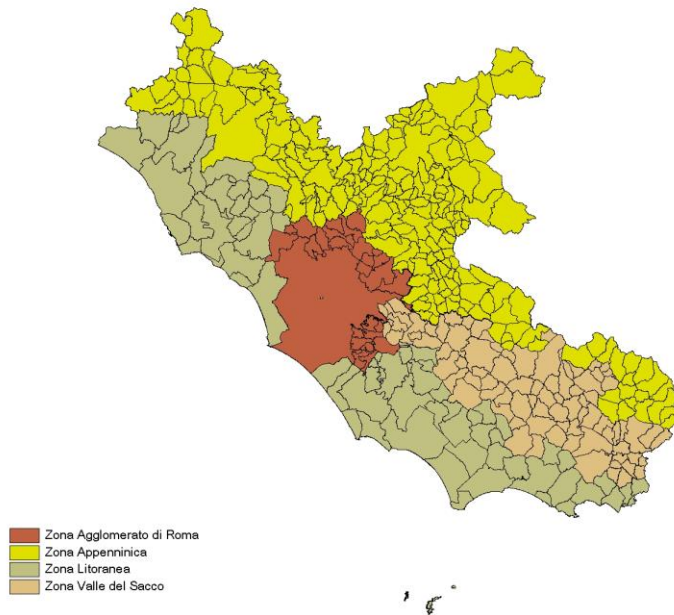 Zona Agglomerato di Roma
Zona Appenninica
Zona Litoranea
Zona Valle del Sacco